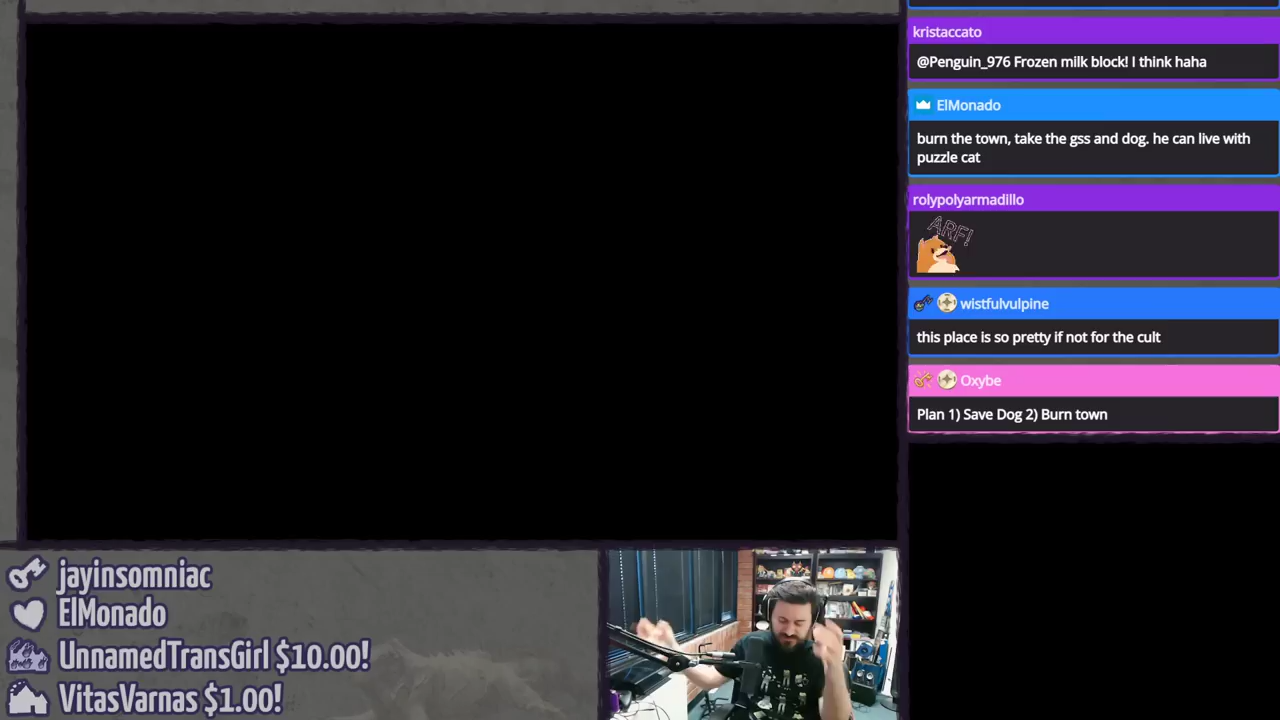 kristaccato
@Penguin_976 Frozen milk block! I think haha
ElMonado
burn the town, take the gss and dog. he can live with
puzzle cat
rolypolyarmadillo
ARF!
wistfulvulpine
this place is so pretty if not for the cult
Oxybe
Plan 1) Save Dog 2) Burn town
jayinsomniac
ElMonado
UnnamedTransGirl $10.00!
VitasVarnas $1.00!